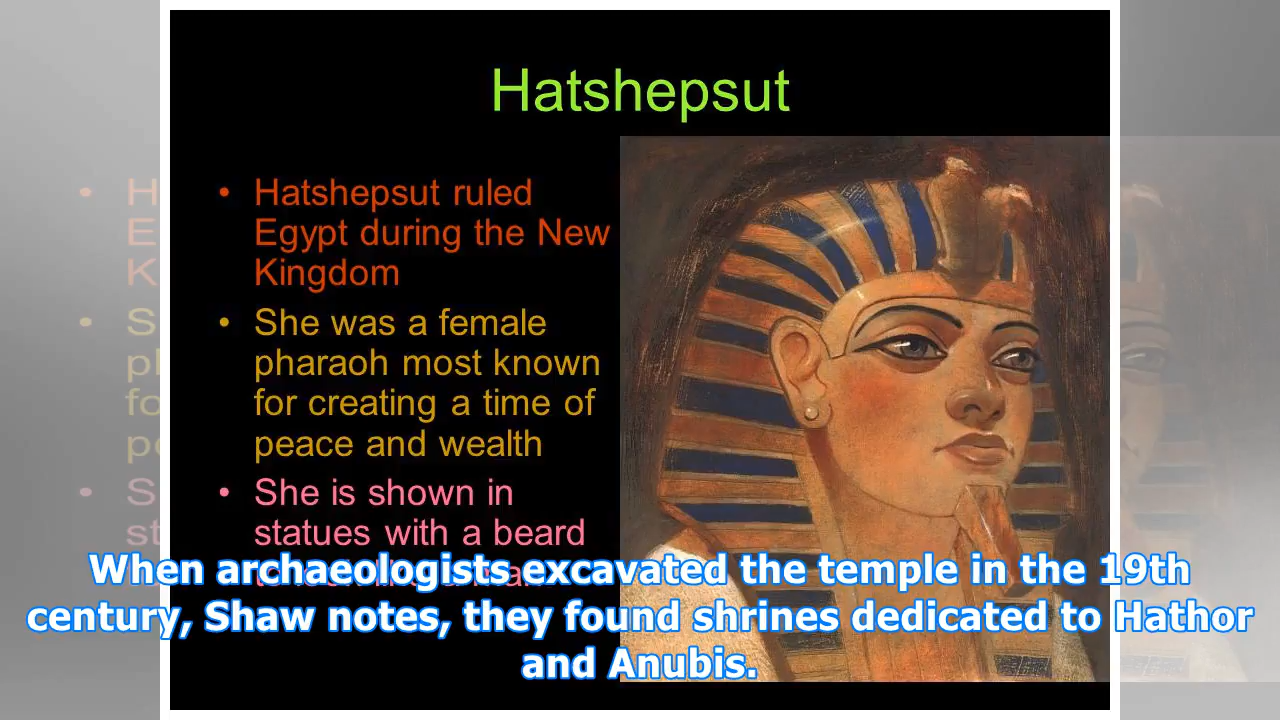 Hatshepsut
• Hatshepsut ruled
Egypt during the New
Kingdom
• She was a female
pharaoh most known
for creating a time of
peace and wealth
• She is shown in
statues with a beard
When archaeologists excavated the temple in the 19th
century, Shaw notes, they found shrines dedicated to Hathor
and Anubis.